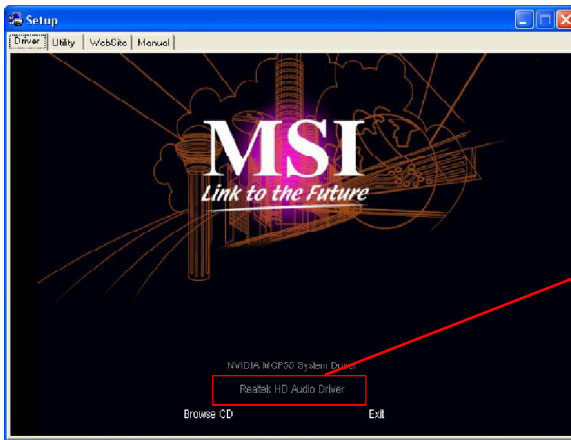 Setup
Driver Utility WebSite Manual
MSI
Link to the Future
NVIDIA MCP55 System Driver
Realtek HD Audio Driver
Browse CD Exit